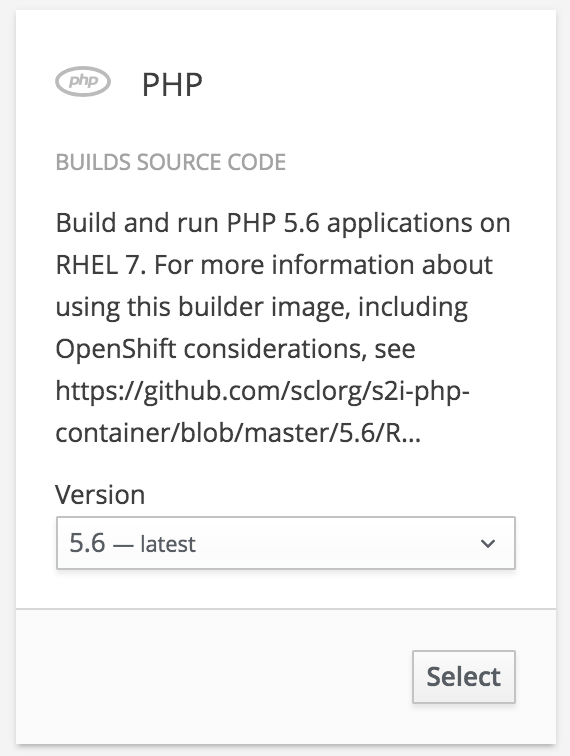 php PHP
BUILDS SOURCE CODE
Build and run PHP 5.6 applications on
RHEL 7. For more information about
using this builder image, including
OpenShift considerations, see
https://github.com/sclorg/s2i-php-
container/blob/master/5.6/R...
Version
5.6 — latest
Select